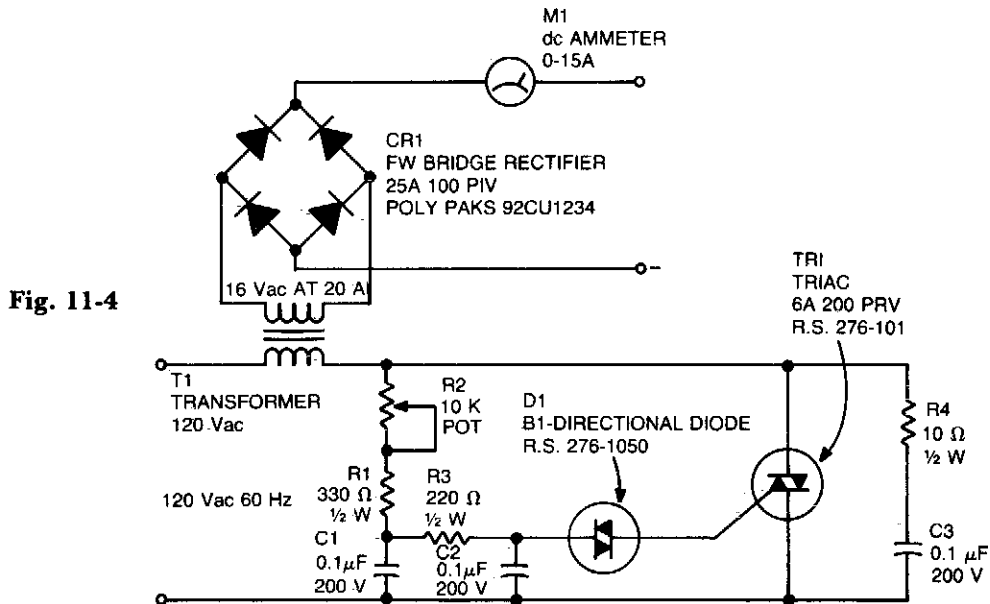 M1
dc AMMETER
0-15A
CR1
FW BRIDGE RECTIFIER
25A 100 PIV
POLY PAKS 92CU1234
-
16 Vac AT 20 A
Fig. 11-4
TRI
TRIAC
6A 200 PRV
R.S. 276-101
T1
TRANSFORMER
120 Vac
R2
10 K
POT
D1
B1-DIRECTIONAL DIODE
R.S. 276-1050
R4
10 Ω
½ W
120 Vac 60 Hz
R1
330 Ω
½ W
R3
220 Ω
½ W
C1
0.1μF
200 V
C2
0.1μF
200 V
C3
0.1 μF
200 V